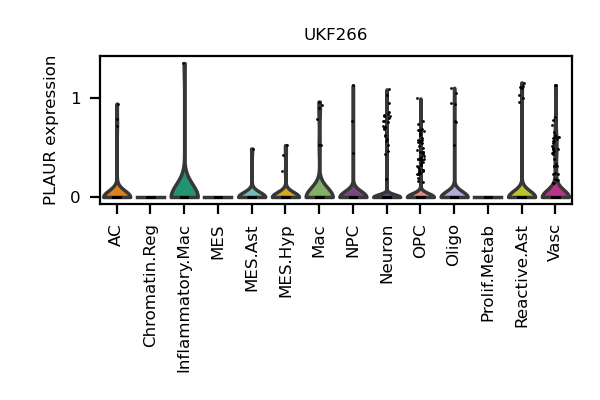 UKF266
PLAUR expression
1
0
AC
Chromatin.Reg
Inflammatory.Mac
MES
MES.Ast
MES.Hyp
Mac
NPC
Neuron
OPC
Oligo
Prolif.Metab
Reactive.Ast
Vasc